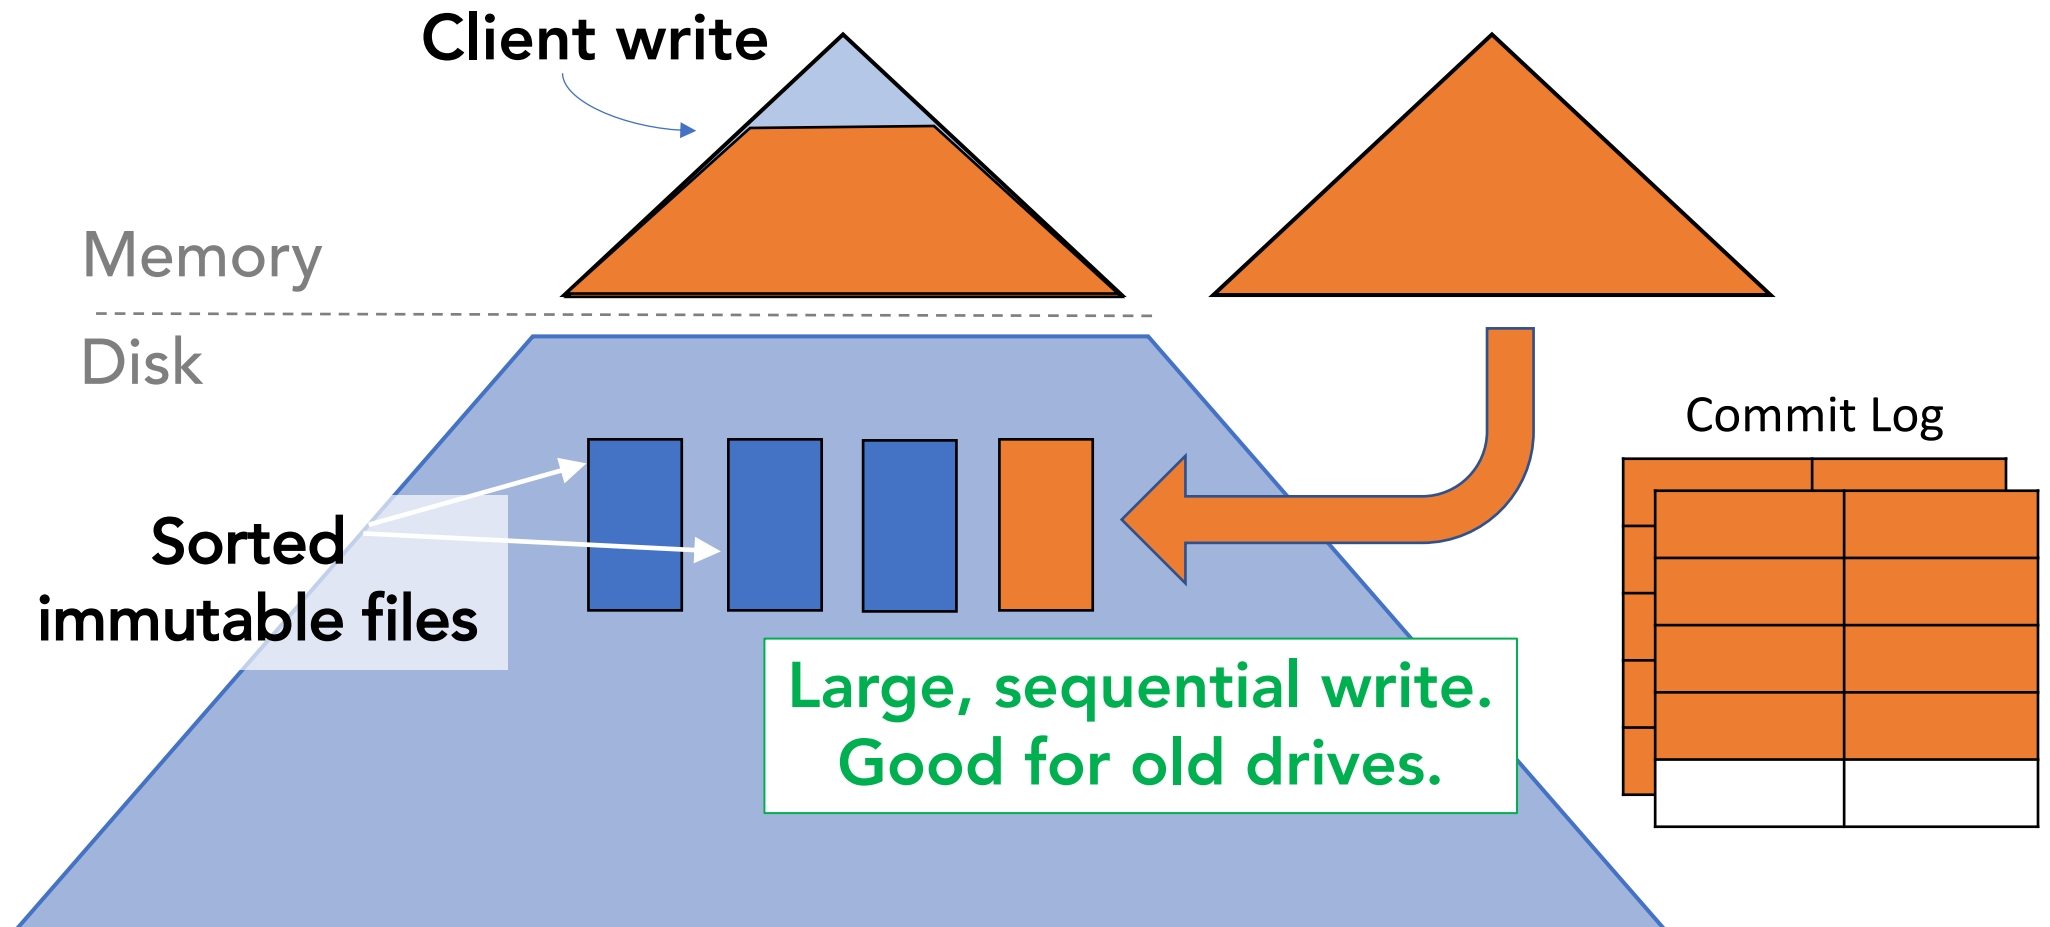 Client write
Memory
Disk
Commit Log
Sorted
immutable files
Large, sequential write.
Good for old drives.